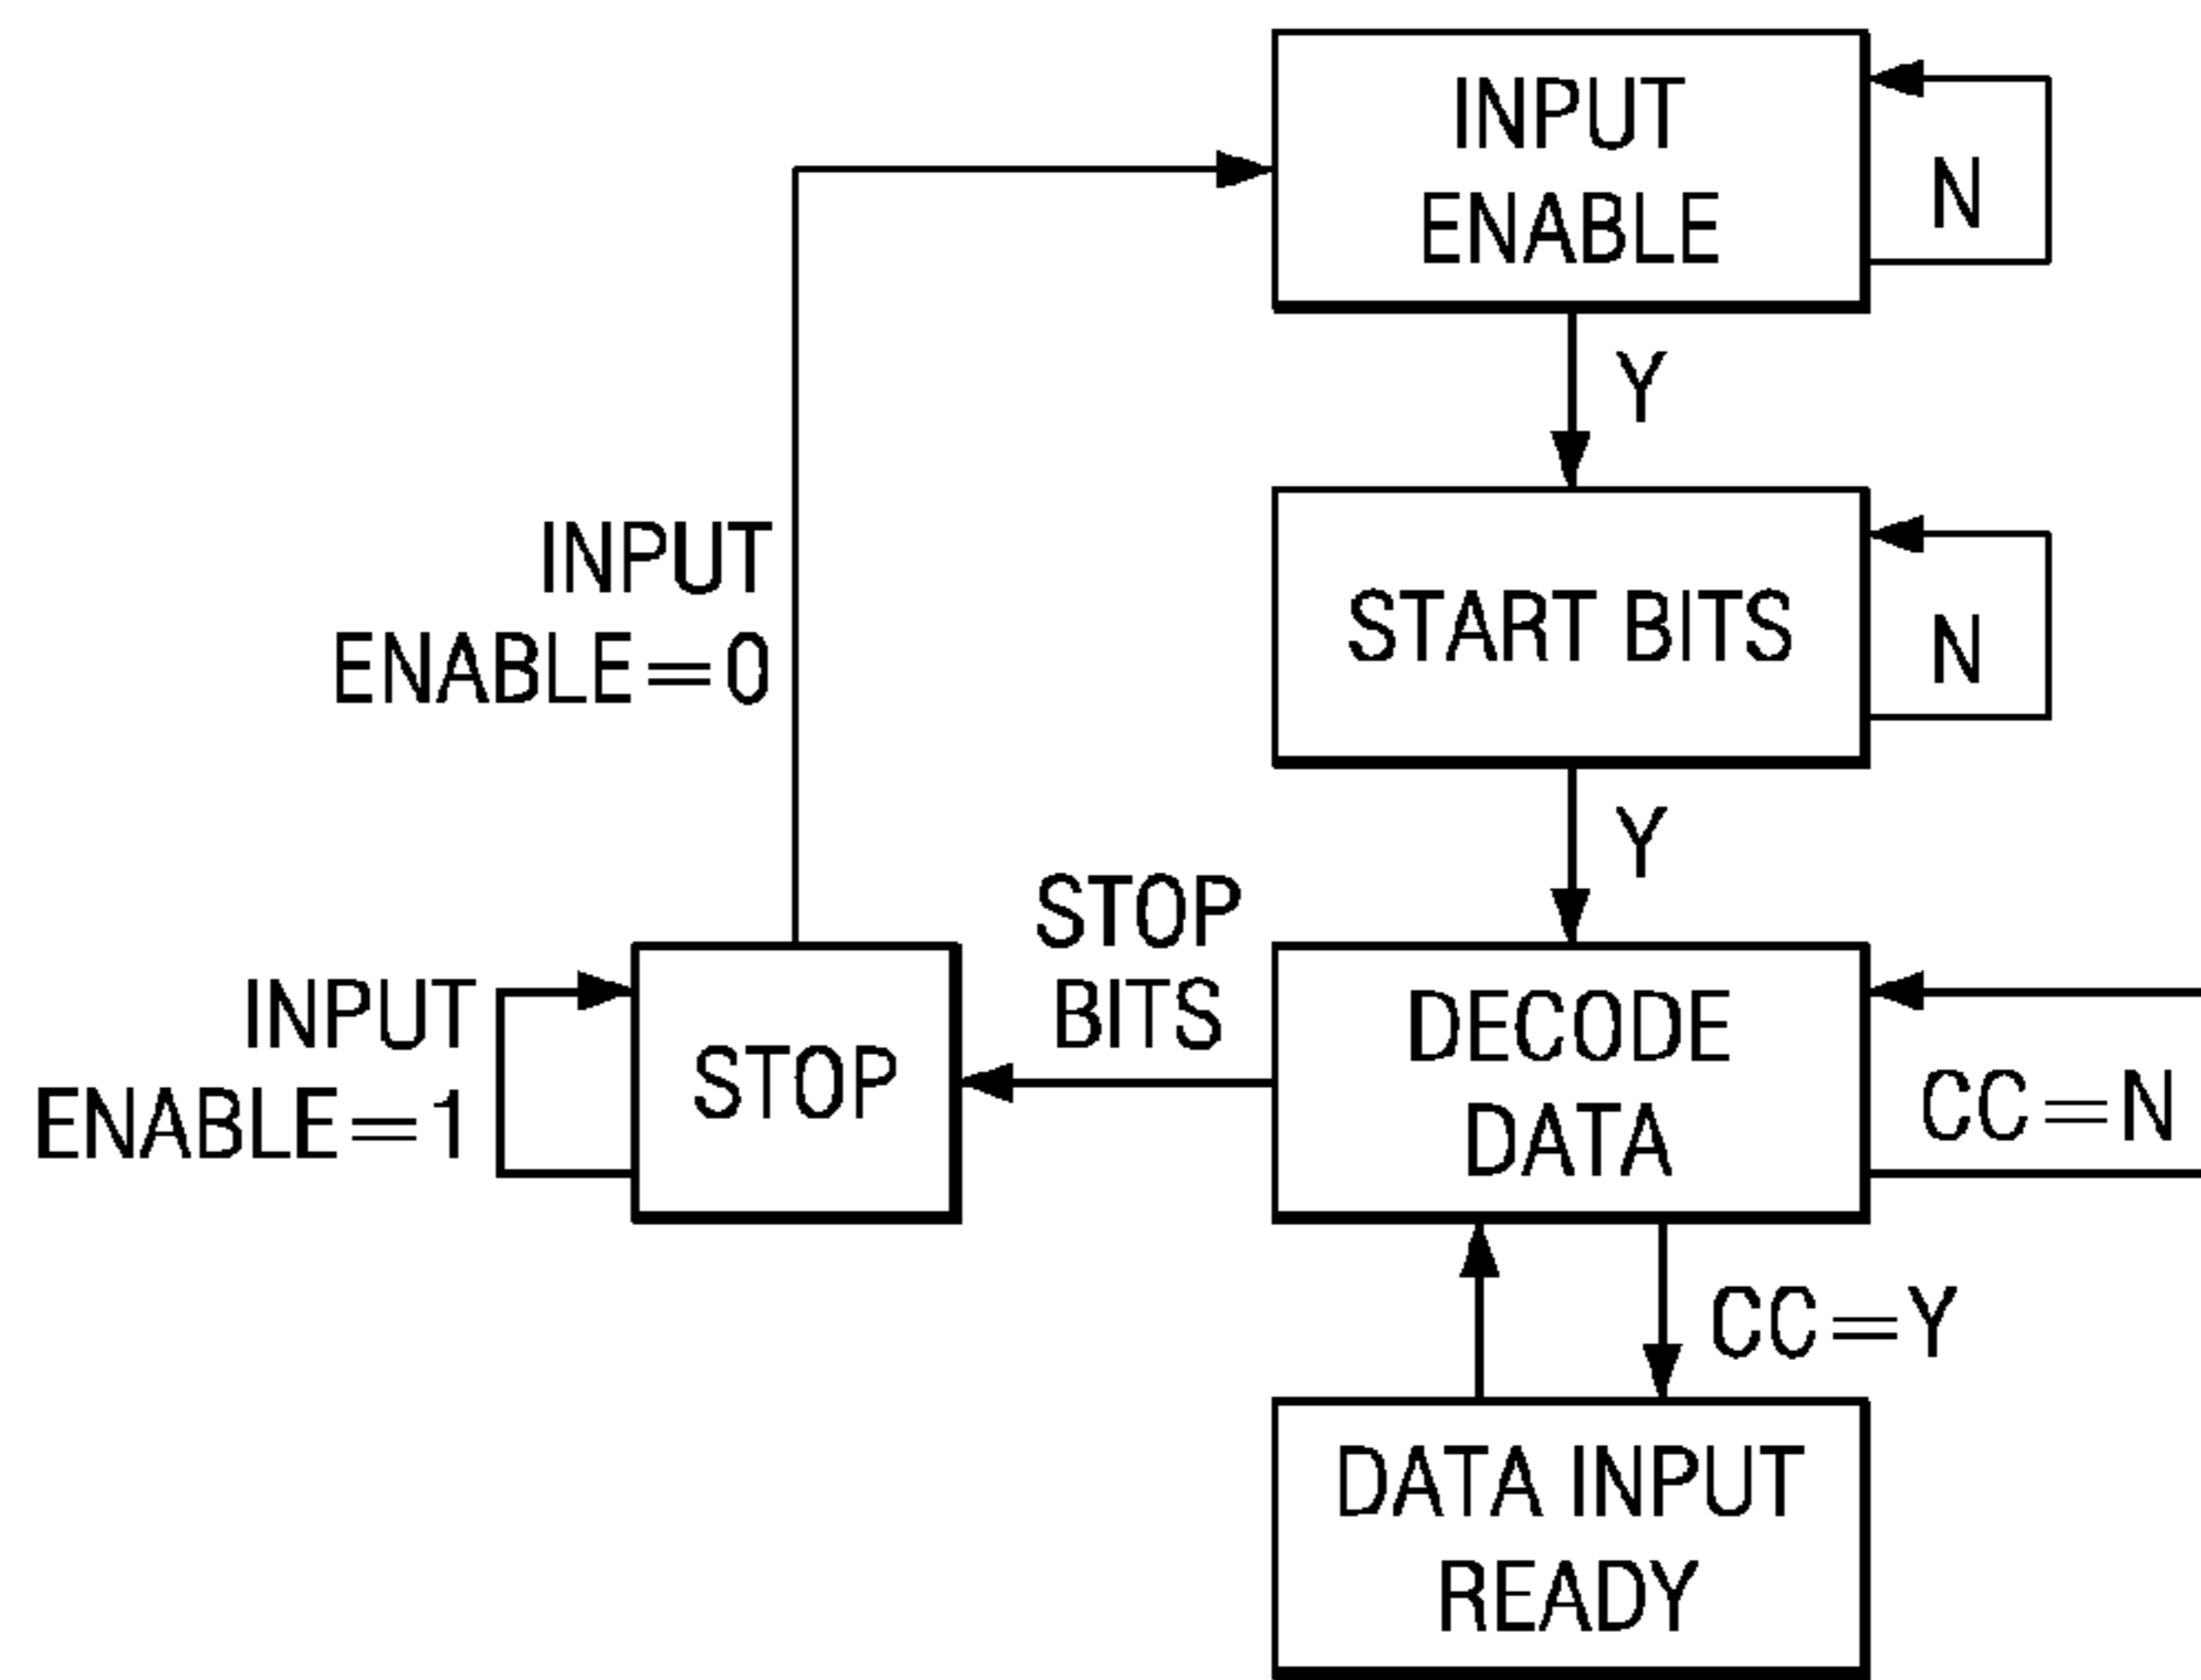 INPUT
ENABLE
N
Y
INPUT
ENABLE=0
START BITS
N
Y
STOP
BITS
INPUT
ENABLE=1
STOP
DECODE
DATA
CC=N
CC=Y
DATA INPUT
READY